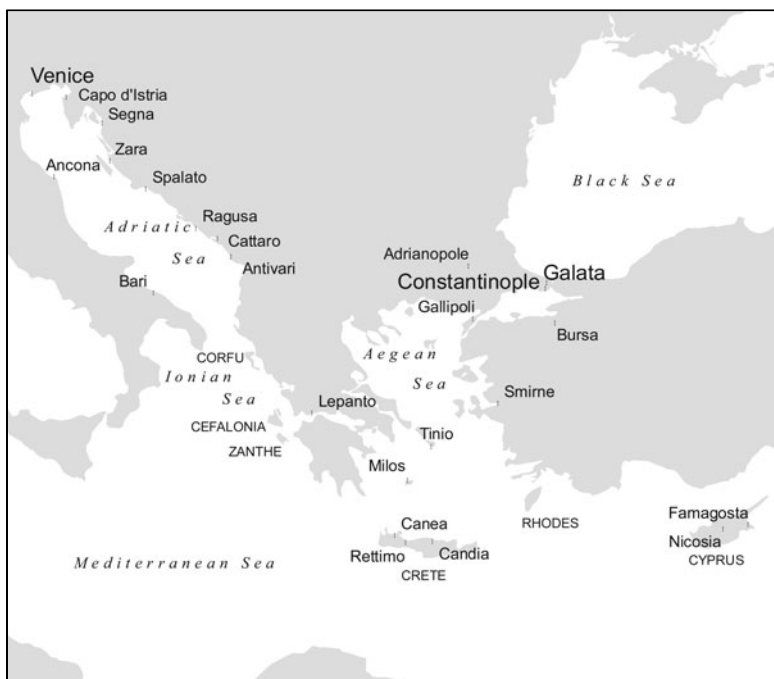 Venice
Capo d'Istria
Segna
Zara
Ancona
Spalato
Black Sea
Ragusa
Adriatic
Sea
Cattaro
Antivari
Bari
Adrianopole
Constantinople
Galata
Gallipoli
Bursa
Aegean
Sea
CORFU
Ionian
Sea
Lepanto
Smirne
CEFALONIA
ZANTHE
Tinio
Milos
RHODES
Famagosta
Nicosia
CYPRUS
Canea
Rettimo
Candia
CRETE
Mediterranean Sea